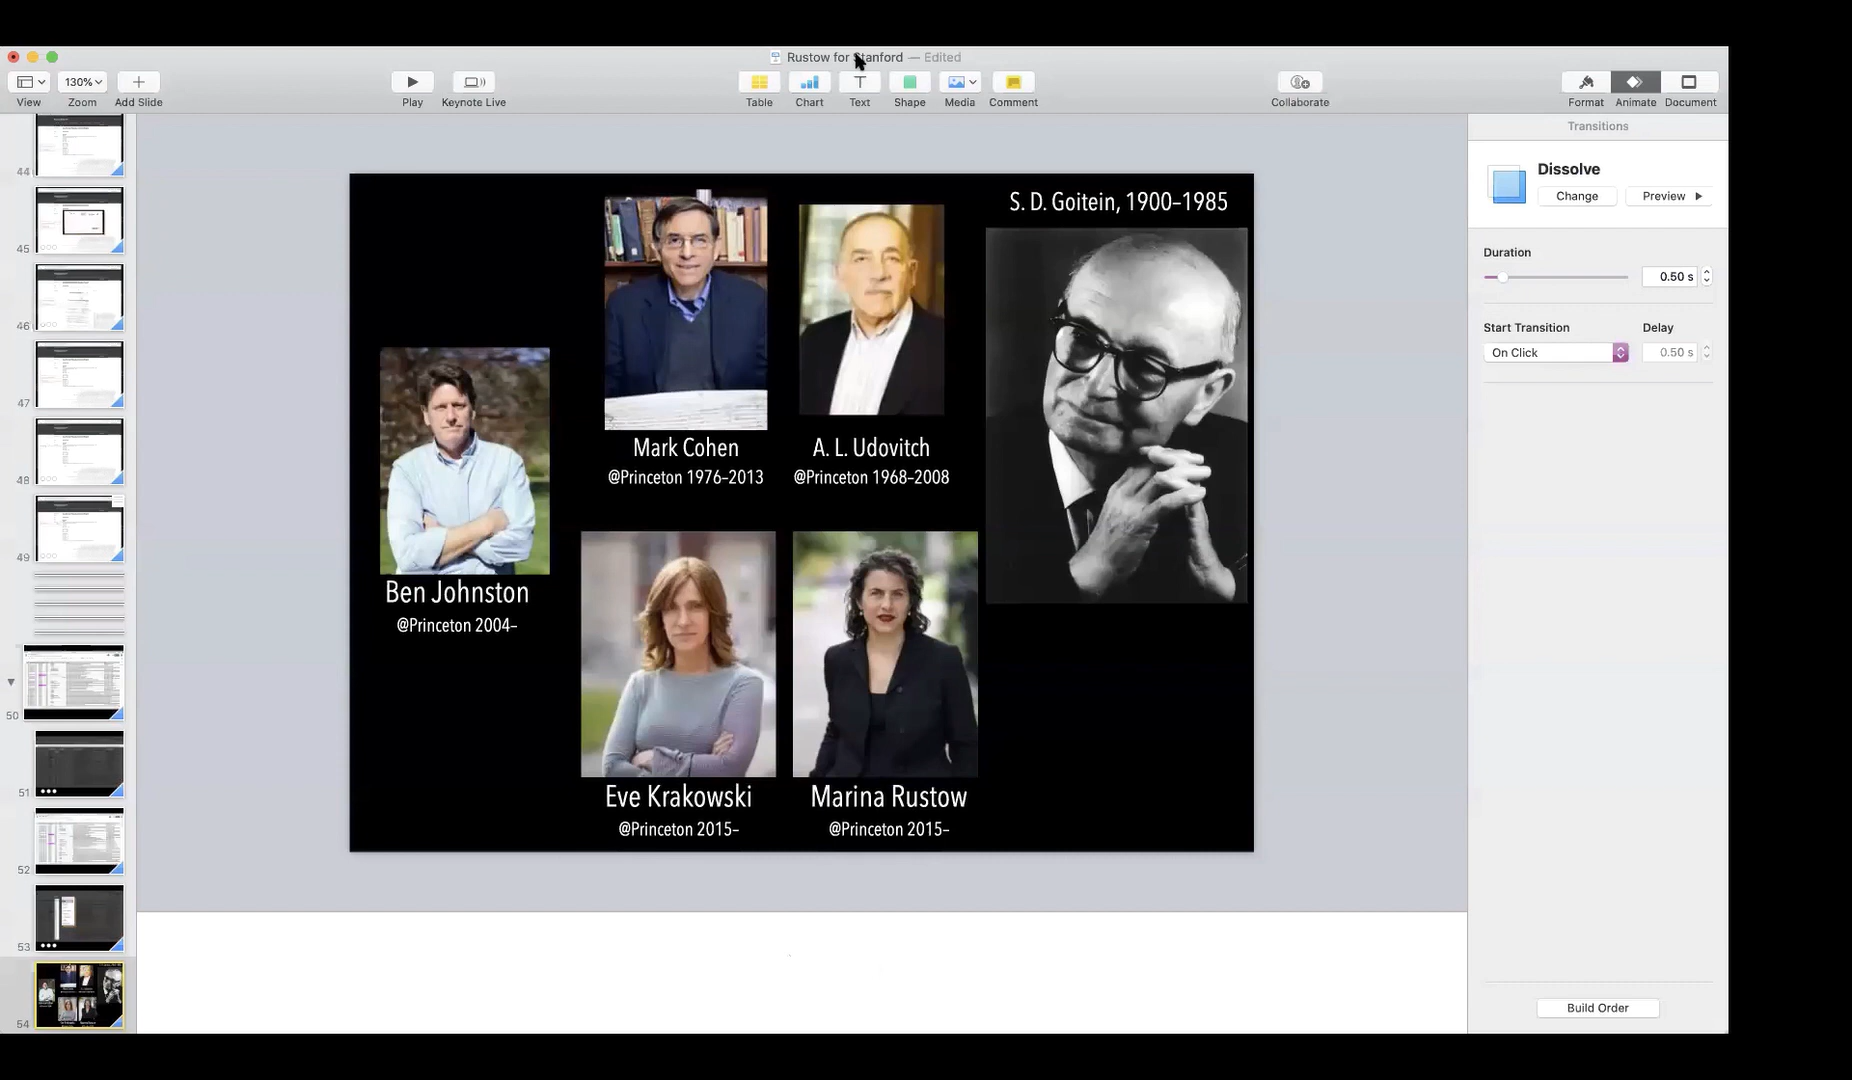 Rustow for Stanford — Edited
130%
View
Zoom
Add Slide
Play
Keynote Live
Table
Chart
Text
Shape
Media
Comment
Collaborate
Format
Animate
Document
44
45
46
47
48
49
50
51
52
53
54
S. D. Goitein, 1900–1985
Mark Cohen
@Princeton 1976–2013
A. L. Udovitch
@Princeton 1968–2008
Ben Johnston
@Princeton 2004–
Eve Krakowski
@Princeton 2015–
Marina Rustow
@Princeton 2015–
Transitions
Dissolve
Change
Preview
Duration
0.50 s
Start Transition
Delay
On Click
0.50 s
Build Order